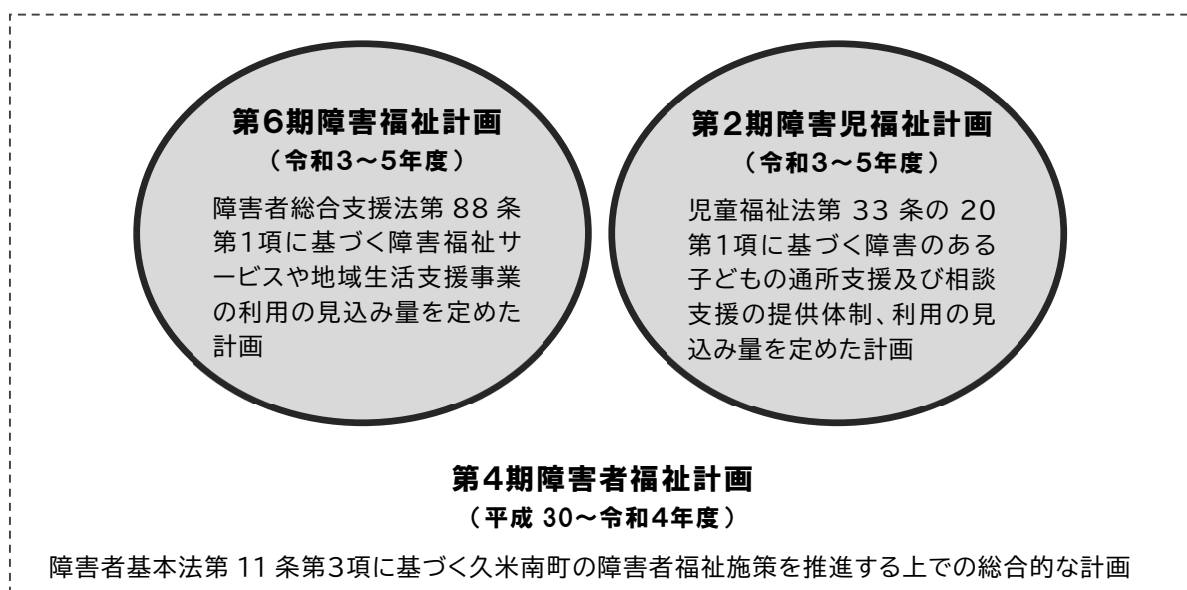 第6期障害福祉計画
（令和3～5年度）
障害者総合支援法第 88 条
第1項に基づく障害福祉サ
ービスや地域生活支援事業
の利用の見込み量を定めた
計画
第2期障害児福祉計画
（令和3～5年度）
児童福祉法第 33 条の 20
第1項に基づく障害のある
子どもの通所支援及び相談
支援の提供体制、利用の見
込み量を定めた計画
第4期障害者福祉計画
（平成 30～令和4年度）
障害者基本法第 11 条第3項に基づく久米南町の障害者福祉施策を推進する上での総合的な計画